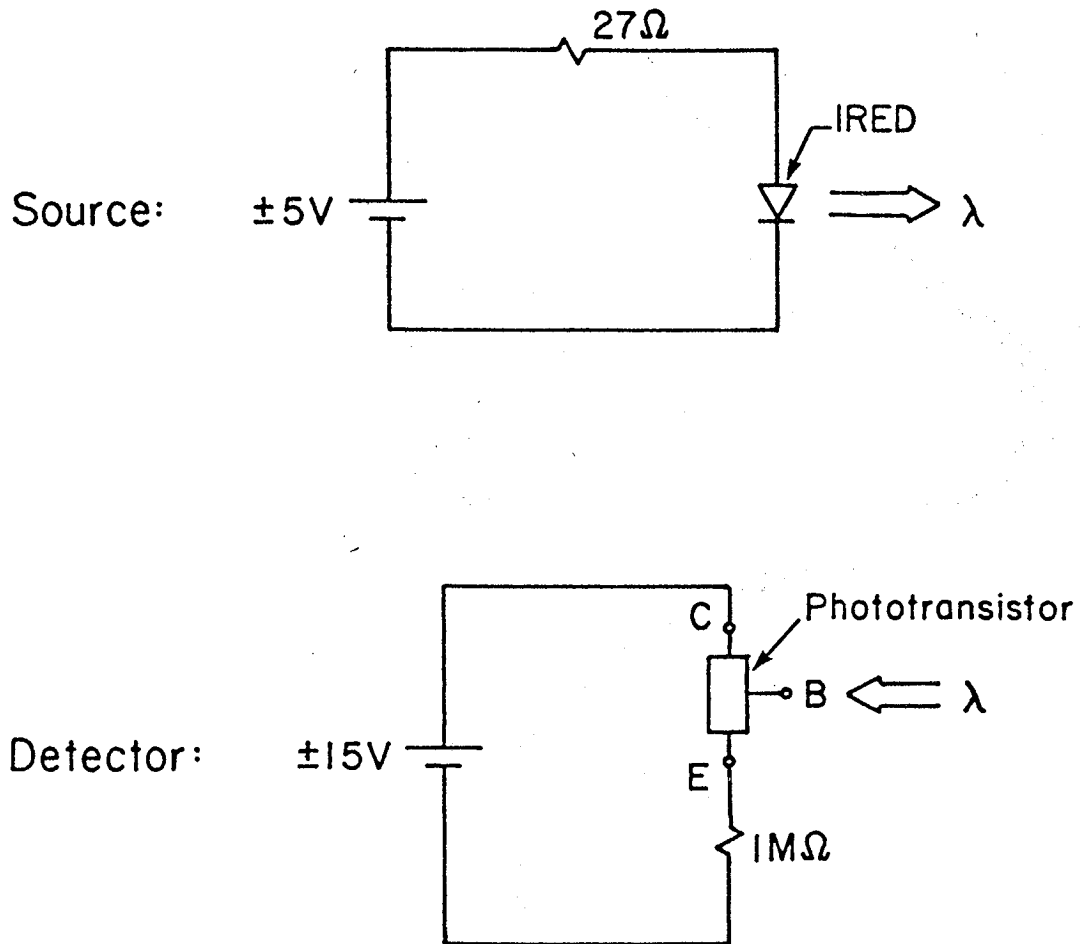 27Ω
IRED
Source: ±5V
λ
C
Phototransistor
B
λ
Detector: ±15V
E
1MΩ